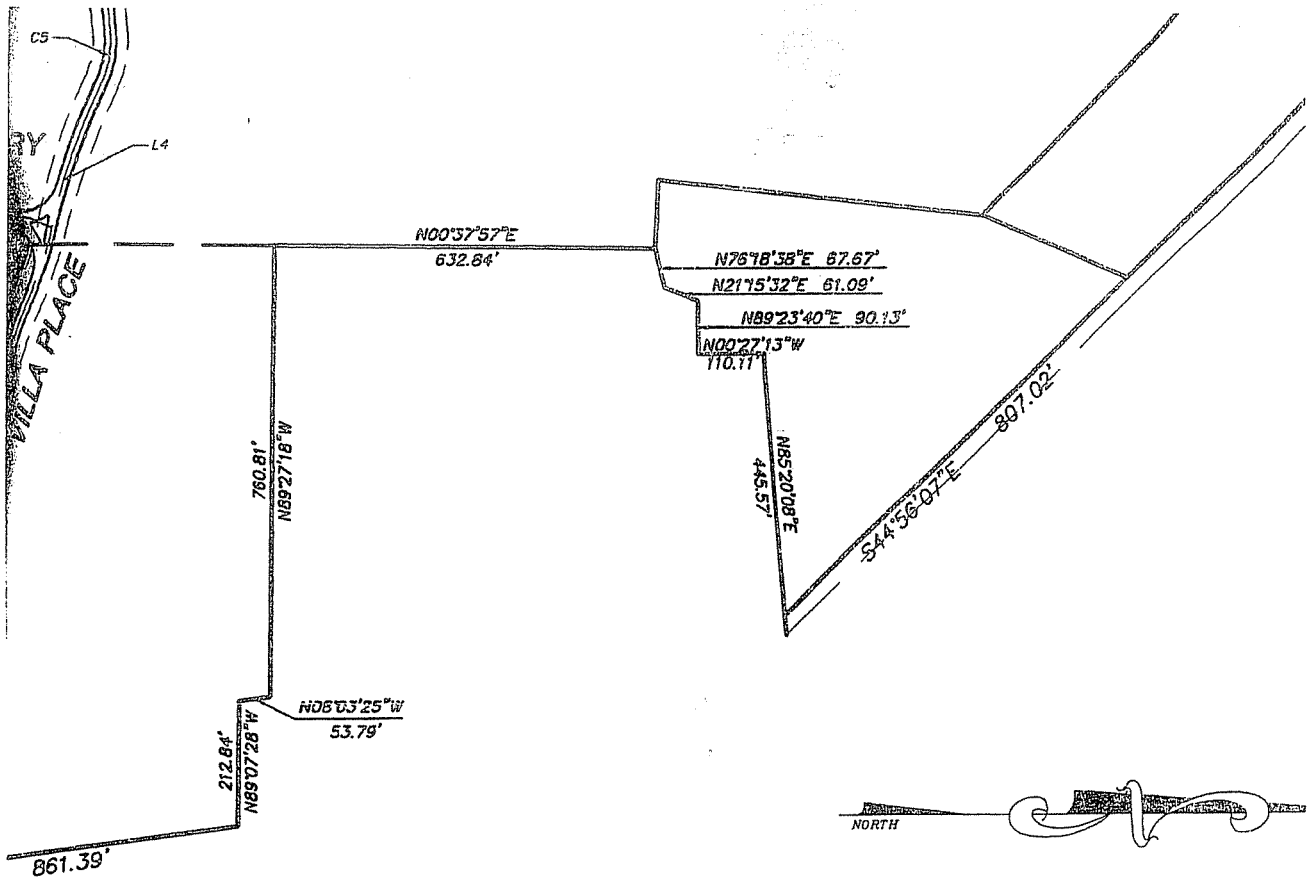 C5
RY
L4
VILLA PLACE
N00°37'57"E
632.64'
N76°18'38"E 67.67'
N21°15'32"E 61.09'
N89°23'40"E 90.13'
N00°27'13"W
110.11'
N85°20'08"E
445.57'
S44°56'07"E 807.02'
760.81'
N89°27'18"W
N08°03'25"W
53.79'
212.84'
N89°07'28"W
861.39'
NORTH